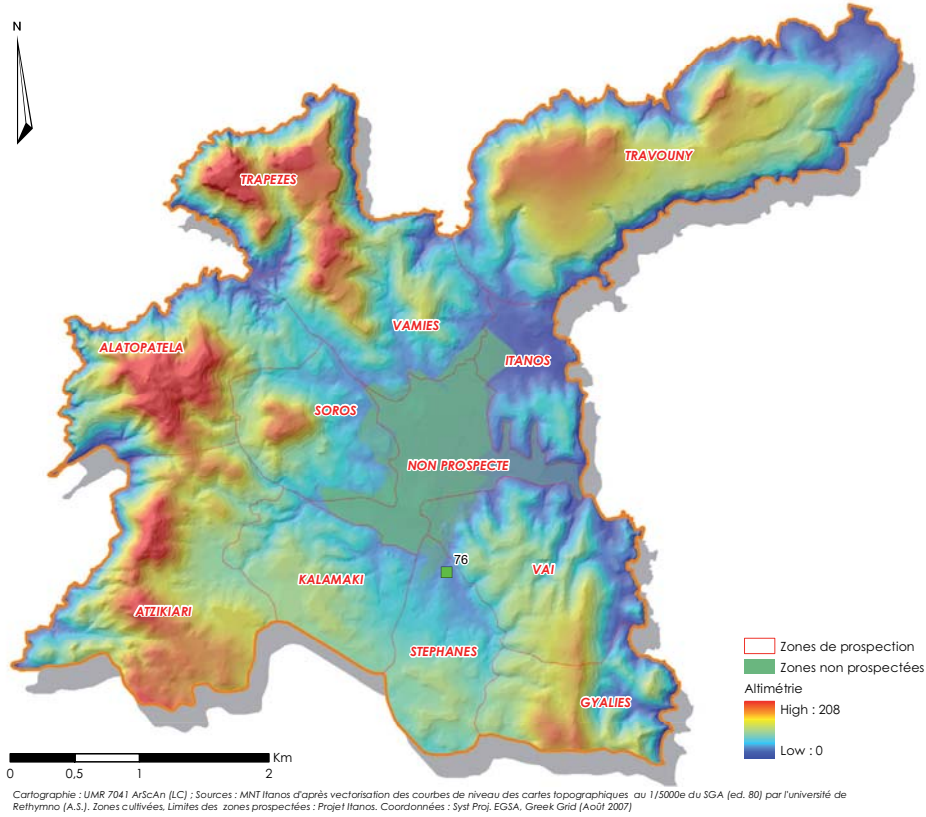 N
TRAVOUNY
TRAPEZES
VAMIES
ALATOPATELA
ITANOS
SOROS
NON PROSPECTE
76
VAI
KALAMAKI
ATZIKIARI
STEPHANES
GYALIES
Zones de prospection
Zones non prospectées
Altimétrie
High : 208
Low : 0
Km
0 0,5 1 2
Cartographie : UMR 7041 ArScAn (LC) ; Sources : MNT Itanos d'après vectorisation des courbes de niveau des cartes topographiques au 1/5000e du SGA (ed. 80) par l'université de
Rethymno (A.S.). Zones cultivées, Limites des zones prospectées : Projet Itanos. Coordonnées : Syst Proj. EGSA, Greek Grid (Août 2007)